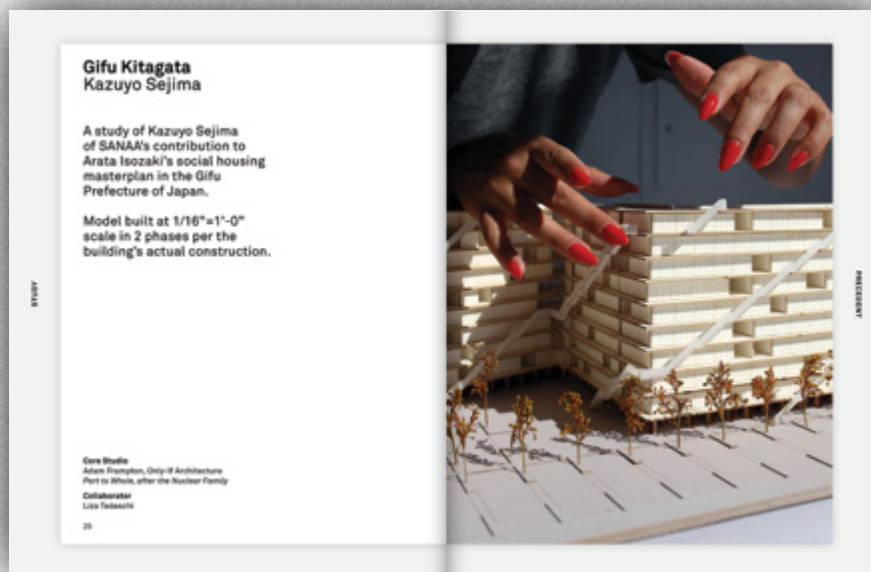 Gifu Kitagata
Kazuyo Sejima
A study of Kazuyo Sejima
of SANAA's contribution to
Arata Isozaki's social housing
masterplan in the Gifu
Prefecture of Japan.
Model built at 1/16"=1'-0"
scale in 2 phases per the
building's actual construction.
STUDY
PRECEDENT
Core Studio
Adam Frampton, Only-If Architecture
Part to Whole, after the Nuclear Family
Collaborator
Liza Tedeschi